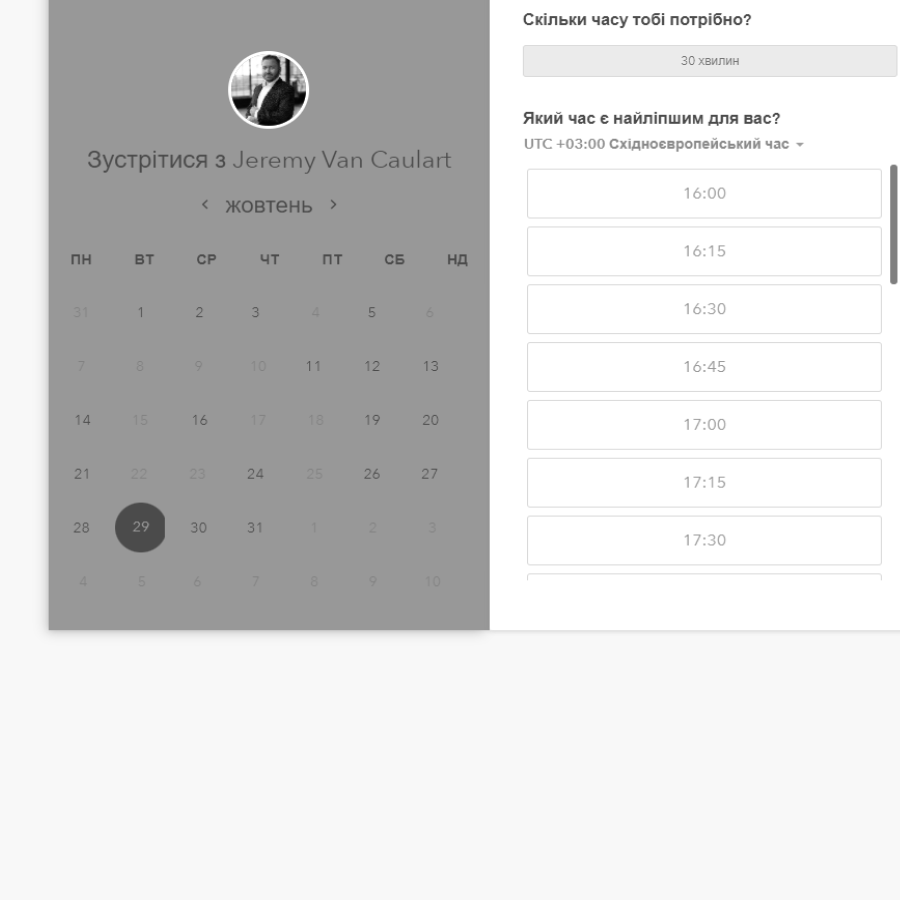 Зустрітися з Jeremy Van Caulart
жовтень
ПН ВТ СР ЧТ ПТ СБ НД
31 1 2 3 4 5 6
7 8 9 10 11 12 13
14 15 16 17 18 19 20
21 22 23 24 25 26 27
28 29 30 31 1 2 3
4 5 6 7 8 9 10
Скільки часу тобі потрібно?
30 хвилин
Який час є найліпшим для вас?
UTC +03:00 Східноєвропейський час
16:00
16:15
16:30
16:45
17:00
17:15
17:30